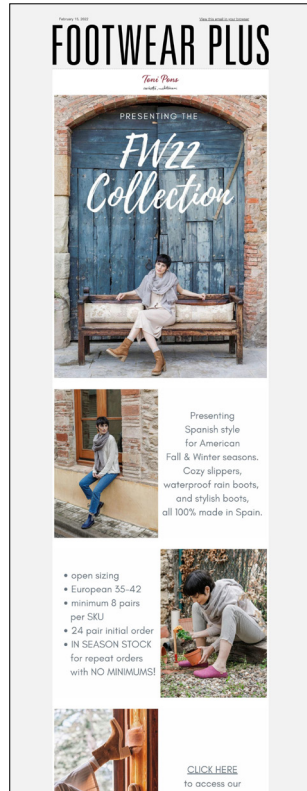 View this email in your browser
FOOTWEAR PLUS
Toni Pons
PRESENTING THE
FW22
Collection
Presenting
Spanish style
for American
Fall & Winter seasons.
Cozy slippers,
waterproof rain boots,
and stylish boots,
all 100% made in Spain.
• open sizing
• European 35-42
• minimum 8 pairs
per SKU
• 24 pair initial order
• IN SEASON STOCK
for repeat orders
with NO MINIMUMS!
CLICK HERE
to access our